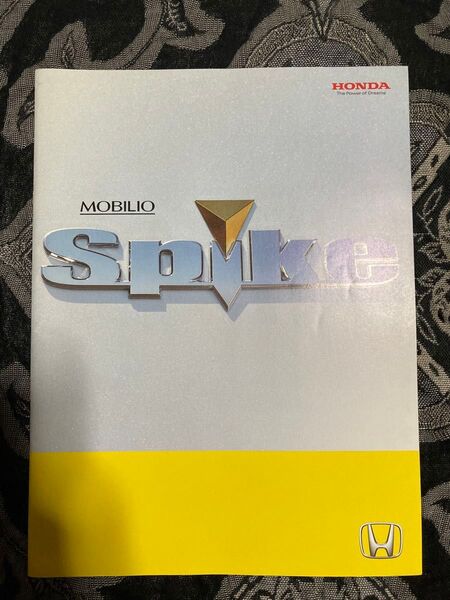 HONDA
The Power of Dreams
MOBILIO
Spike